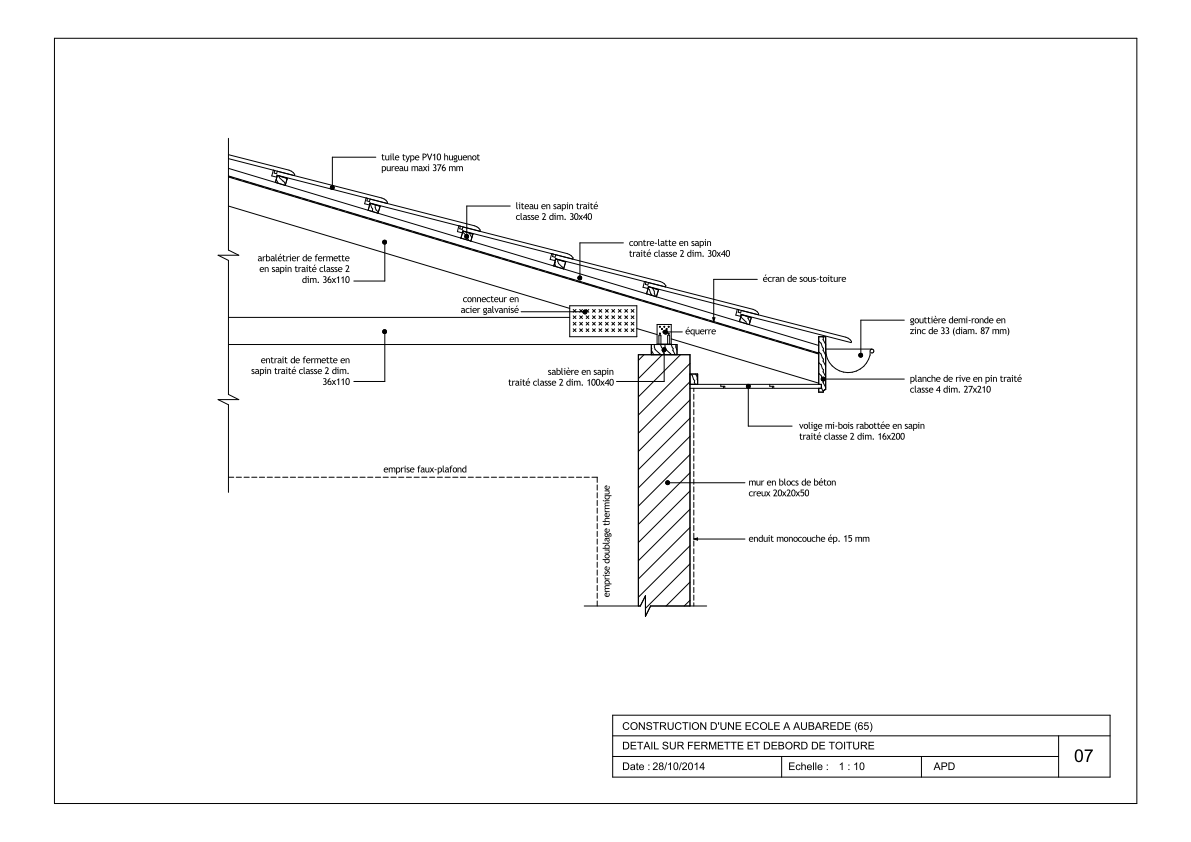 tuile type PV10 huguenot
pureau maxi 376 mm
liteau en sapin traité
classe 2 dim. 30x40
contre-latte en sapin
traité classe 2 dim. 30x40
arbalétrier de fermette
en sapin traité classe 2
dim. 36x110
écran de sous-toiture
connecteur en
acier galvanisé
gouttière demi-ronde en
zinc de 33 (diam. 87 mm)
équerre
entrait de fermette en
sapin traité classe 2 dim.
36x110
sablière en sapin
traité classe 2 dim. 100x40
planche de rive en pin traité
classe 4 dim. 27x210
volige mi-bois rabottée en sapin
traité classe 2 dim. 16x200
emprise faux-plafond
mur en blocs de béton
creux 20x20x50
emprise doublage thermique
enduit monocouche ép. 15 mm
CONSTRUCTION D'UNE ECOLE A AUBAREDE (65)
DETAIL SUR FERMETTE ET DEBORD DE TOITURE
07
Date : 28/10/2014 Echelle : 1 : 10 APD